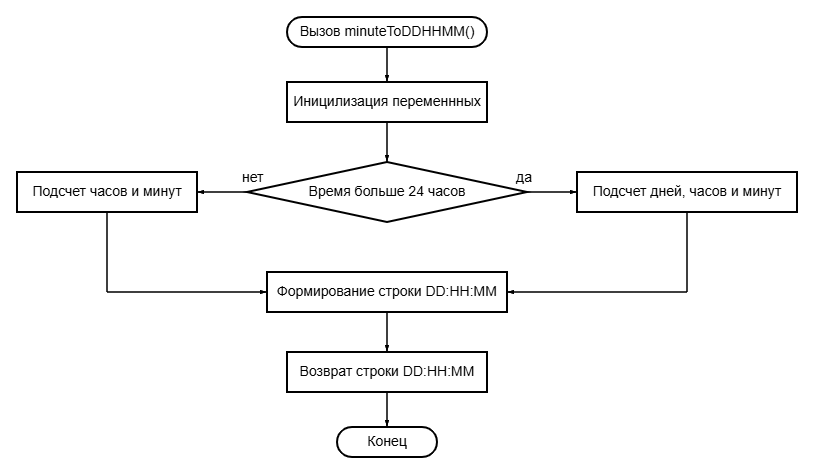 Вызов minuteToDDHHMM()
Иницилизация переменнных
нет
да
Подсчет часов и минут
Время больше 24 часов
Подсчет дней, часов и минут
Формирование строки DD:HH:MM
Возврат строки DD:HH:MM
Конец